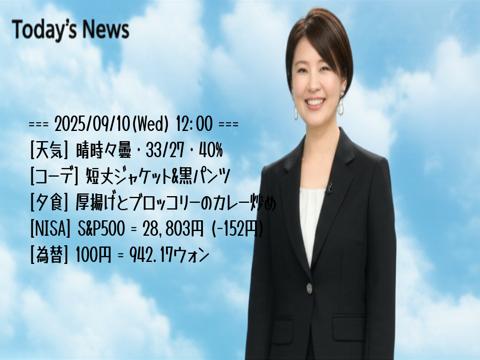 Today's News
=== 2025/09/10(Wed) 12:00 ===
[天気] 晴時々曇・33/27・40%
[コーデ] 短丈ジャケット&黒パンツ
[夕食] 厚揚げとブロッコリーのカレー炒め
[NISA] S&P500 = 28,803円 (-152円)
[為替] 100円 = 942.17ウォン